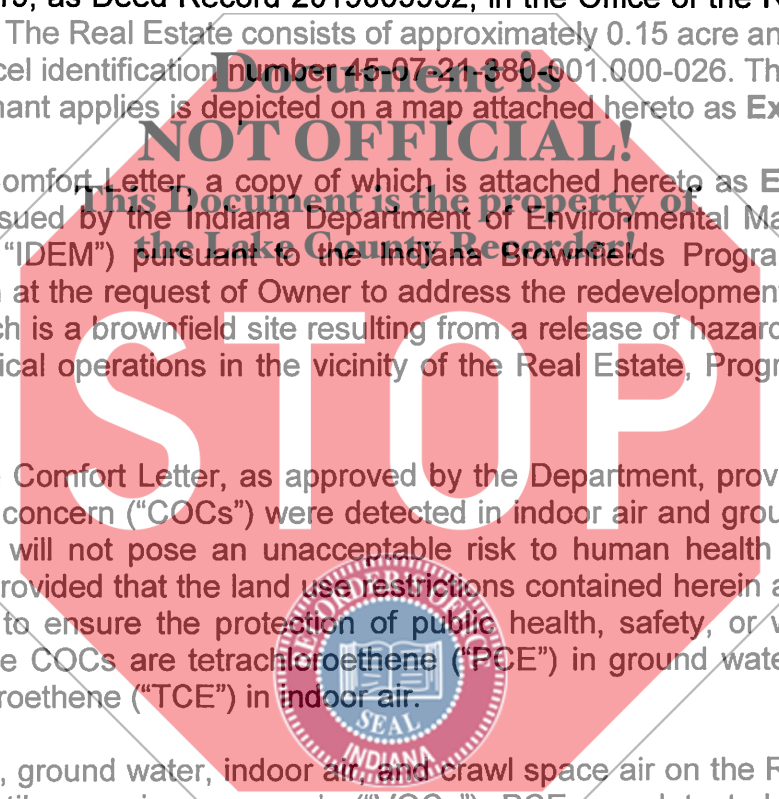 19, as Deed Record 2019609992, in the Office of the R
The Real Estate consists of approximately 0.15 acre an
cel identification number 45-07-21-380-001.000-026. Th
nant applies is depicted on a map attached hereto as Ex
Document is
NOT OFFICIAL!
This Document is the property of
the Lake County Recorder!
omfort Letter, a copy of which is attached hereto as E
sued by the Indiana Department of Environmental Ma
“IDEM”) pursuant to the Indiana Brownfields Progra
at the request of Owner to address the redevelopment
ch is a brownfield site resulting from a release of hazard
ical operations in the vicinity of the Real Estate, Progr
STOP
Comfort Letter, as approved by the Department, prov
concern (“COCs”) were detected in indoor air and grou
will not pose an unacceptable risk to human health
rovided that the land use restrictions contained herein a
to ensure the protection of public health, safety, or w
e COCs are tetrachloroethene (“PCE”) in ground wate
roethene (“TCE”) in indoor air.
SEAL
INDIANA
, ground water, indoor air, and crawl space air on the R